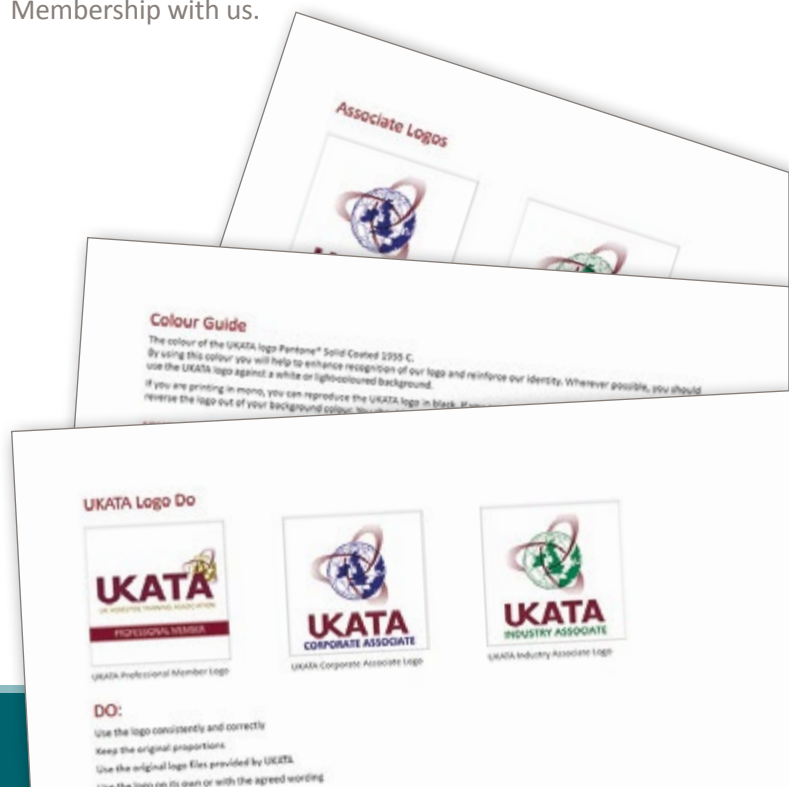 Membership with us.
Associate Logos
Colour Guide
The colour of the UKATA logo Pantone® Solid Coated 1955 C.
By using this colour you will help to enhance recognition of our logo and reinforce our identity. Wherever possible, you should
use the UKATA logo against a white or light-coloured background.
If you are printing in mono, you can reproduce the UKATA logo in black. If
reverse the logo out of your background colour. You
UKATA Logo Do
UKATA
UK ASBESTOS TRAINING ASSOCIATION
PROFESSIONAL MEMBER
UKATA Professional Member Logo
UKATA
CORPORATE ASSOCIATE
UKATA Corporate Associate Logo
UKATA
INDUSTRY ASSOCIATE
UKATA Industry Associate Logo
DO:
Use the logo consistently and correctly
Keep the original proportions
Use the original logo files provided by UKATA
Use the logo on its own or with the agreed wording